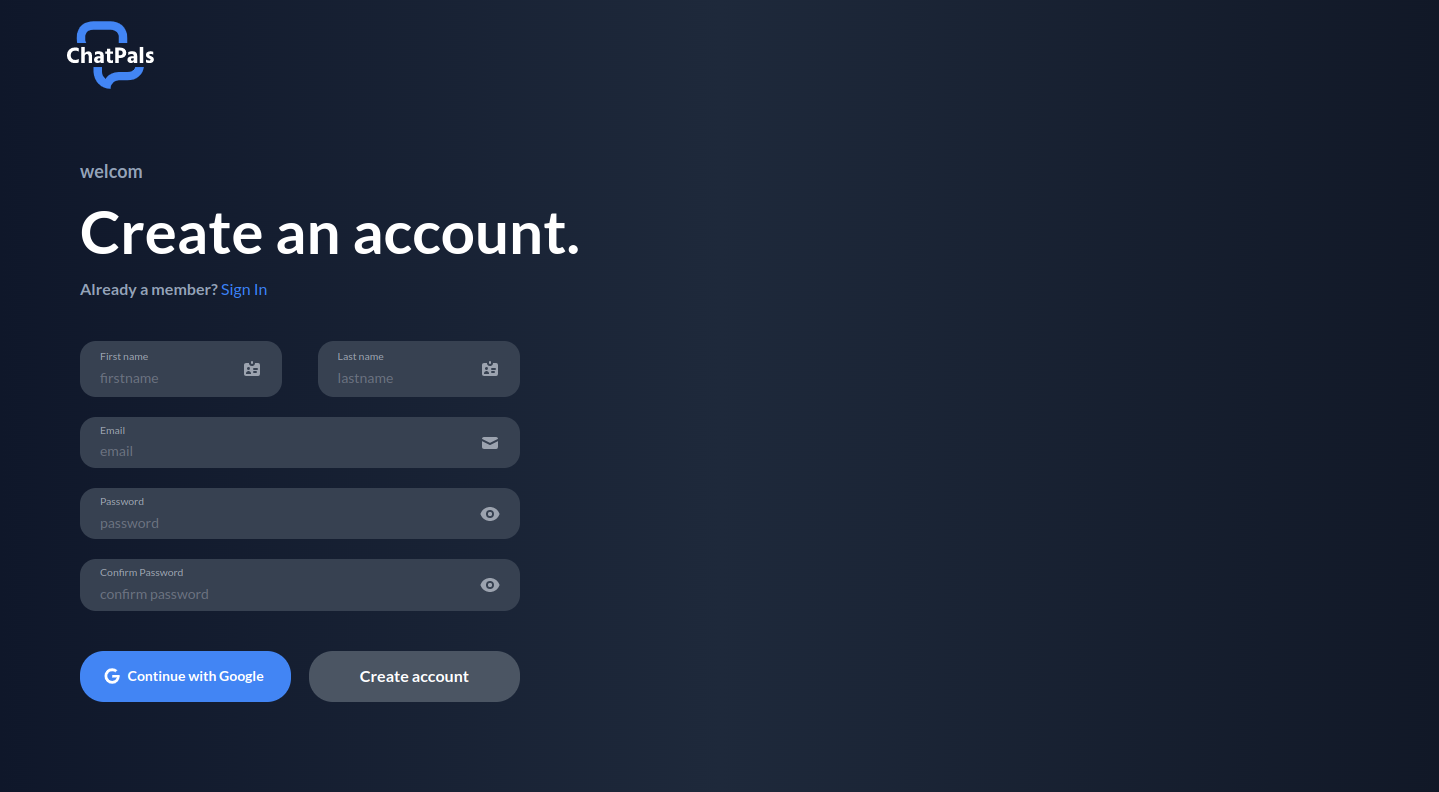 ChatPals
welcom
Create an account.
Already a member? Sign In
First name
firstname
Last name
lastname
Email
email
Password
password
Confirm Password
confirm password
Continue with Google
Create account